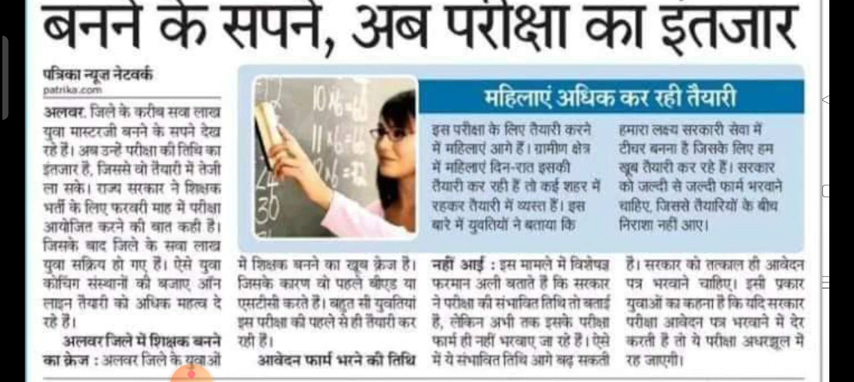 बनने के सपने, अब परीक्षा का इंतजार
पत्रिका न्यूज नेटवर्क
patrika.com
अलवर. जिले के करीब सवा लाख
युवा मास्टरजी बनने के सपने देख
रहे हैं। अब उन्हें परीक्षा की तिथि का
इंतजार है, जिससे वो तैयारी में तेजी
ला सके। राज्य सरकार ने शिक्षक
भर्ती के लिए फरवरी माह में परीक्षा
आयोजित करने की बात कही है।
जिसके बाद जिले के सवा लाख
युवा सक्रिय हो गए हैं। ऐसे युवा
कोचिंग संस्थानों की बजाए ऑन
लाइन तैयारी को अधिक महत्व दे
रहे हैं।
अलवर जिले में शिक्षक बनने
का क्रेज : अलवर जिले के युवाओं
में शिक्षक बनने का खूब क्रेज है।
जिसके कारण वो पहले बीएड या
एसटीसी करते हैं। बहुत सी युवतियां
इस परीक्षा की पहले से ही तैयारी कर
रही हैं।
आवेदन फार्म भरने की तिथि
नहीं आई : इस मामले में विशेषज्ञ
फरमान अली बताते हैं कि सरकार
ने परीक्षा की संभावित तिथि तो बताई
है, लेकिन अभी तक इसके परीक्षा
फार्म ही नहीं भरवाए जा रहे हैं। ऐसे
में ये संभावित तिथि आगे बढ़ सकती
है। सरकार को तत्काल ही आवेदन
पत्र भरवाने चाहिए। इसी प्रकार
युवाओं का कहना है कि यदि सरकार
परीक्षा आवेदन पत्र भरवाने में देर
करती है तो ये परीक्षा अधरझूल में
रह जाएगी।
महिलाएं अधिक कर रही तैयारी
इस परीक्षा के लिए तैयारी करने
में महिलाएं आगे हैं। ग्रामीण क्षेत्र
में महिलाएं दिन-रात इसकी
तैयारी कर रही हैं तो कई शहर में
रहकर तैयारी में व्यस्त हैं। इस
बारे में युवतियों ने बताया कि
हमारा लक्ष्य सरकारी सेवा में
टीचर बनना है जिसके लिए हम
खूब तैयारी कर रहे हैं। सरकार
को जल्दी से जल्दी फार्म भरवाने
चाहिए, जिससे तैयारियों के बीच
निराशा नहीं आए।
10x6=60
11x6=66